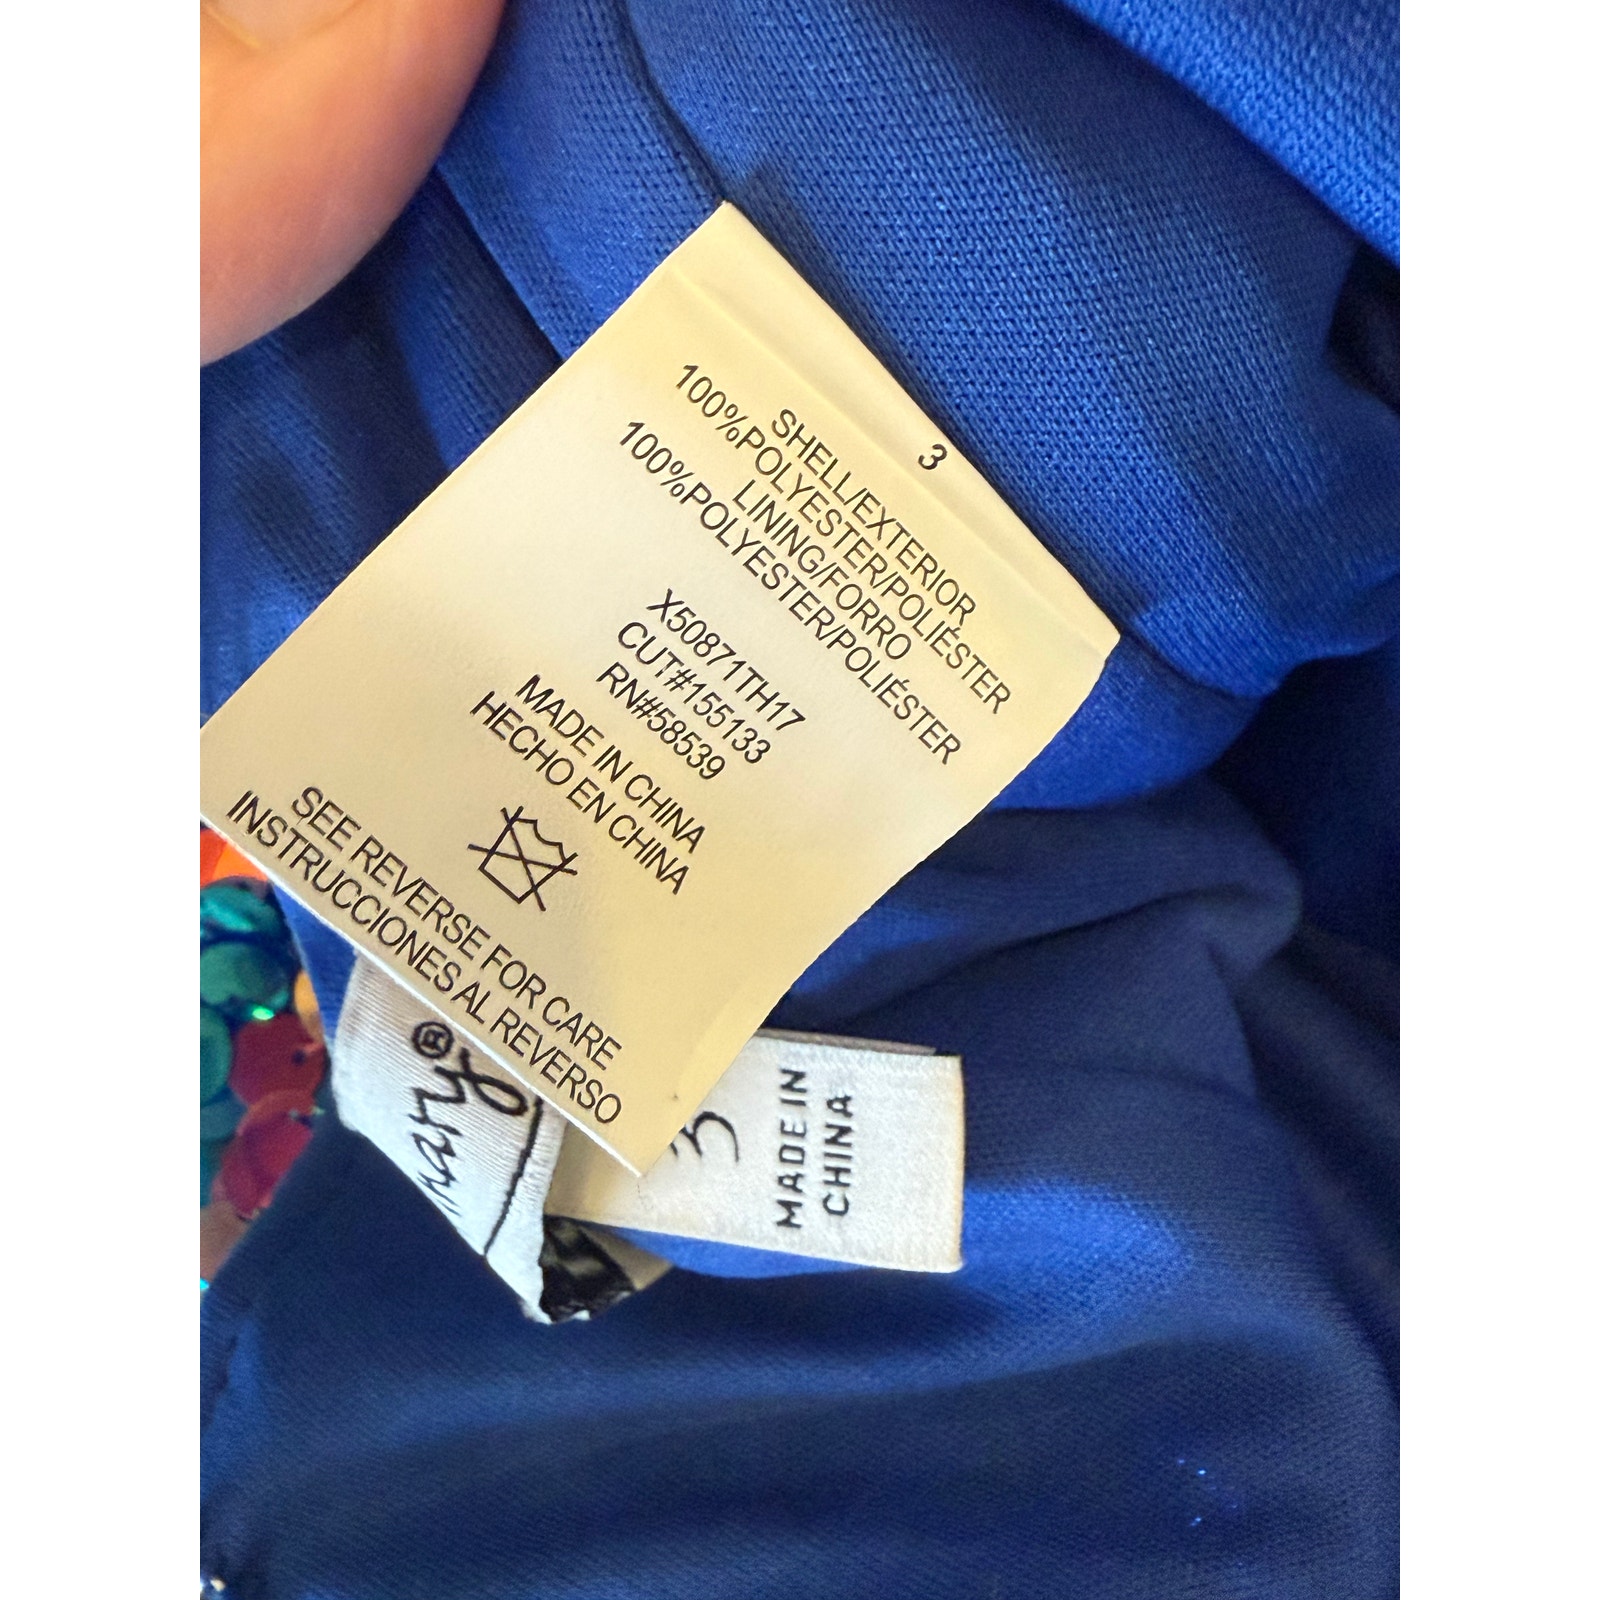 3
SHELL/EXTERIOR
100%POLYESTER/POLIÉSTER
LINING/FORRO
100%POLYESTER/POLIÉSTER
X50871TH17
CUT#155133
RN#58539
MADE IN CHINA
HECHO EN CHINA
SEE REVERSE FOR CARE
INSTRUCCIONES AL REVERSO
®
3
MADE IN
CHINA